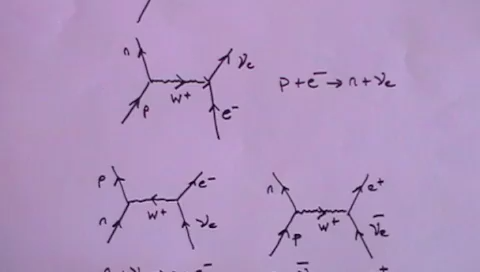 n νe
p + e⁻ → n + νe
W⁺
p e⁻
p e⁻ n e⁺
W⁺ W⁺
n νe p ν̄e